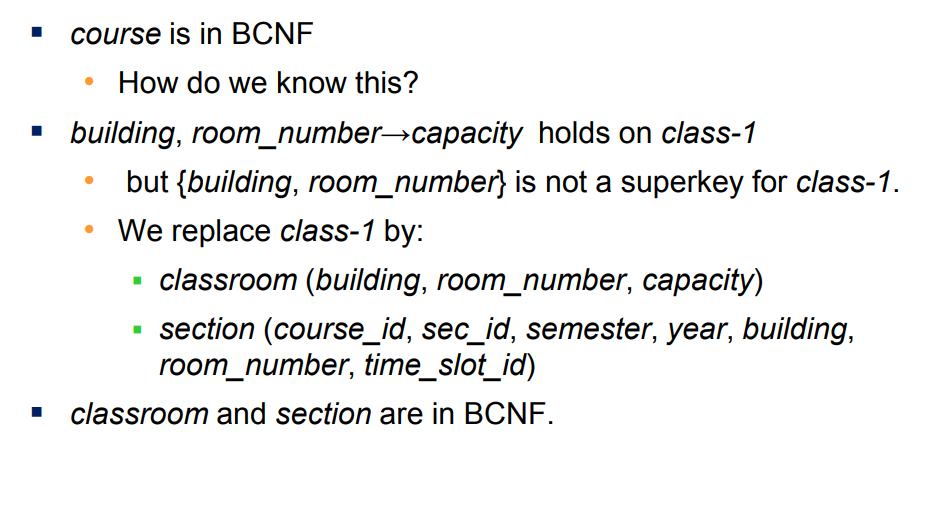 course is in BCNF
How do we know this?
building, room_number→capacity holds on class-1
but {building, room_number} is not a superkey for class-1.
We replace class-1 by:
classroom (building, room_number, capacity)
section (course_id, sec_id, semester, year, building,
room_number, time_slot_id)
classroom and section are in BCNF.